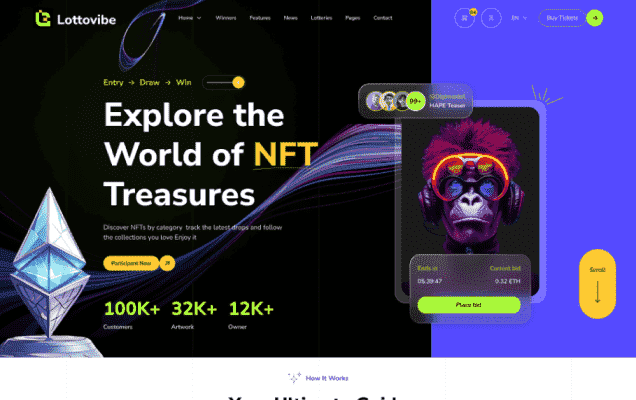 Lottovibe
Home Winners Features News Lotteries Pages Contact
EN
Buy Tickets
Entry → Draw → Win
Explore the
World of NFT
Treasures
Discover NFTs by category track the latest drops and follow
the collections you love Enjoy it
Participate Now
100K+ 32K+ 12K+
Customers Artwork Owner
99+
HAPE Teaser
Ends in Current bid
05:39:47 0.32 ETH
Place bid
Scroll
How It Works